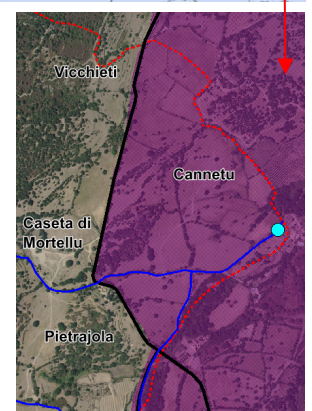 Vicchieti
Cannetu
Caseta di
Mortellu
Pietrajola